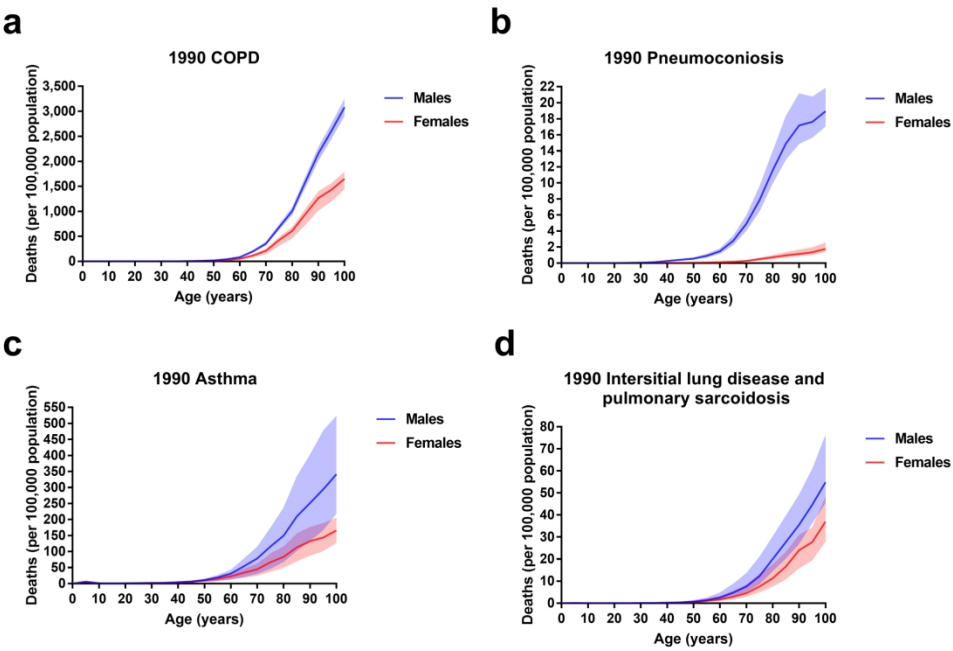 a
1990 COPD
Deaths (per 100,000 population)
3,500
3,000
2,500
2,000
1,500
1,000
500
0
0 10 20 30 40 50 60 70 80 90 100
Age (years)
Males
Females
b
1990 Pneumoconiosis
Deaths (per 100,000 population)
22
20
18
16
14
12
10
8
6
4
2
0
0 10 20 30 40 50 60 70 80 90 100
Age (years)
Males
Females
c
1990 Asthma
Deaths (per 100,000 population)
550
500
450
400
350
300
250
200
150
100
50
0
0 10 20 30 40 50 60 70 80 90 100
Age (years)
Males
Females
d
1990 Intersitial lung disease and
pulmonary sarcoidosis
Deaths (per 100,000 population)
80
70
60
50
40
30
20
10
0
0 10 20 30 40 50 60 70 80 90 100
Age (years)
Males
Females